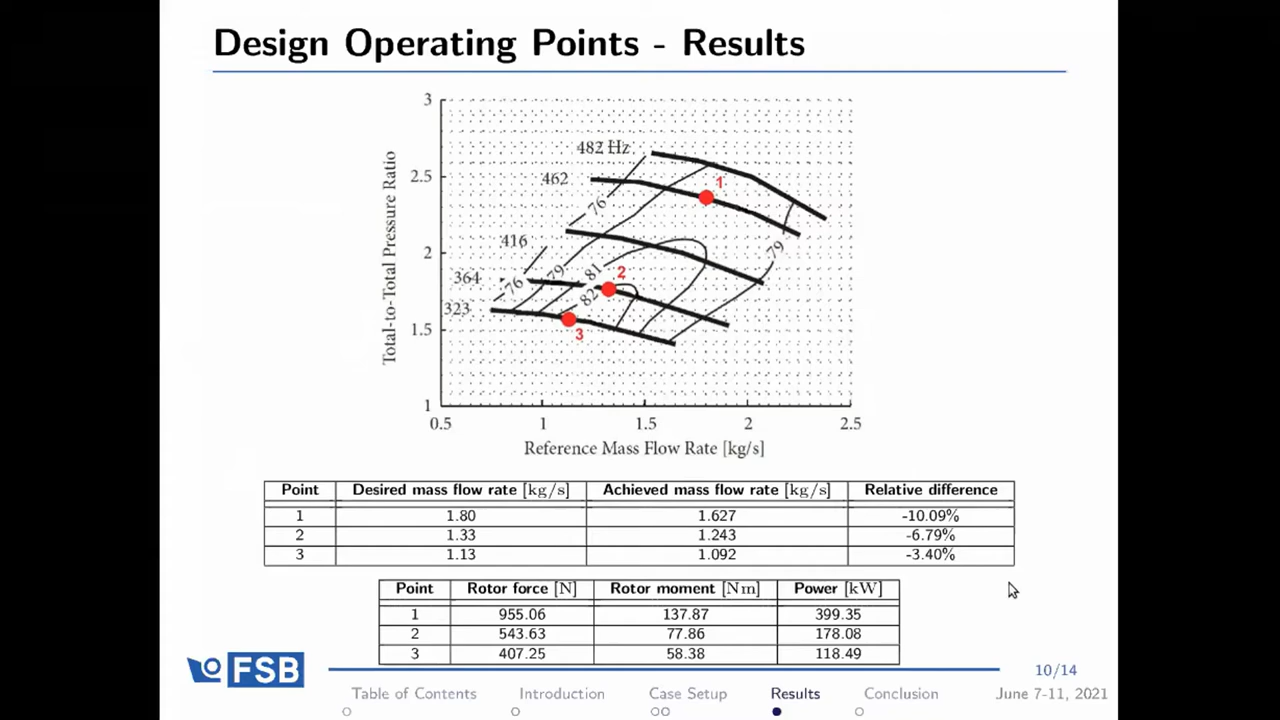 Design Operating Points - Results
3
482 Hz
2.5
462
1
76
416
2
79
81
79
2
364
76
82
323
3
1.5
1
0.5
1
1.5
2
2.5
Total-to-Total Pressure Ratio
Reference Mass Flow Rate [kg/s]
Point Desired mass flow rate [kg/s] Achieved mass flow rate [kg/s] Relative difference
1 1.80 1.627 -10.09%
2 1.33 1.243 -6.79%
3 1.13 1.092 -3.40%
Point Rotor force [N] Rotor moment [Nm] Power [kW]
1 955.06 137.87 399.35
2 543.63 77.86 178.08
3 407.25 58.38 118.49
FSB
10/14
Table of Contents Introduction Case Setup Results Conclusion June 7-11, 2021